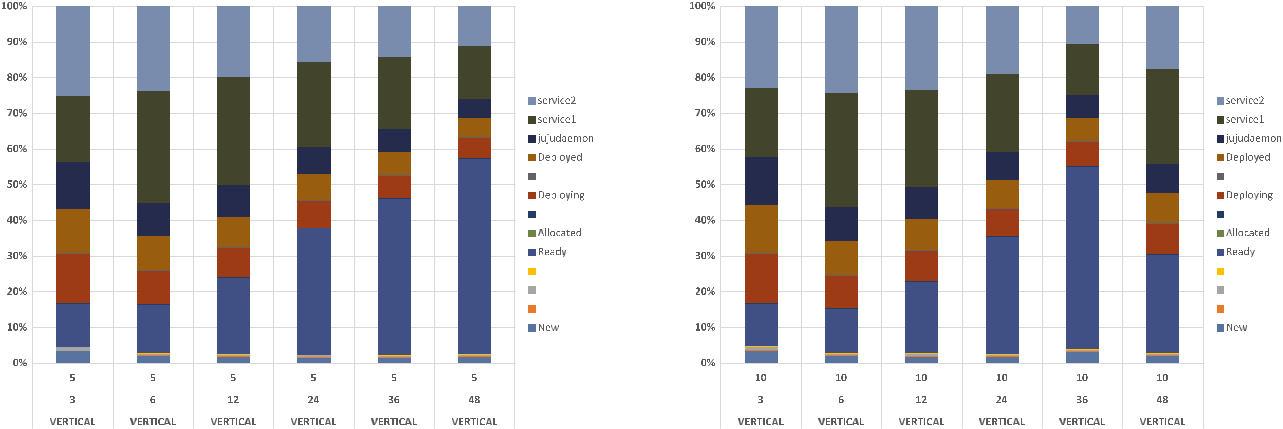 100%
90%
80%
70%
60%
50%
40%
30%
20%
10%
0%
5 5 5 5 5 5
3 6 12 24 36 48
VERTICAL VERTICAL VERTICAL VERTICAL VERTICAL VERTICAL
service2
service1
jujudaemon
Deployed
Deploying
Allocated
Ready
New
100%
90%
80%
70%
60%
50%
40%
30%
20%
10%
0%
10 10 10 10 10 10
3 6 12 24 36 48
VERTICAL VERTICAL VERTICAL VERTICAL VERTICAL VERTICAL
service2
service1
jujudaemon
Deployed
Deploying
Allocated
Ready
New